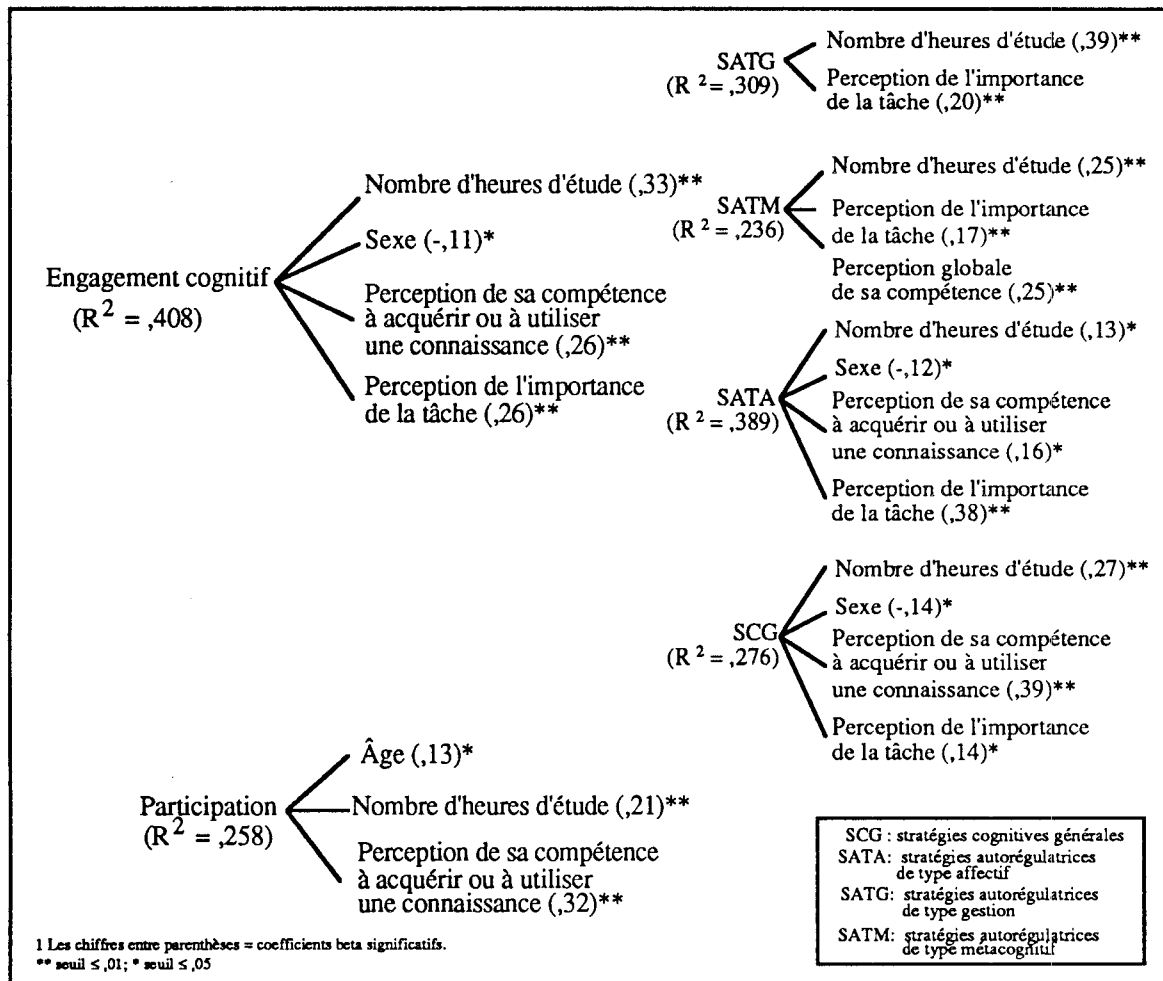 Engagement cognitif
(R² = ,408)
Nombre d'heures d'étude (,33)**
Sexe (-,11)*
Perception de sa compétence
à acquérir ou à utiliser
une connaissance (,26)**
Perception de l'importance
de la tâche (,26)**
Participation
(R² = ,258)
Âge (,13)*
Nombre d'heures d'étude (,21)**
Perception de sa compétence
à acquérir ou à utiliser
une connaissance (,32)**
SATG
(R² = ,309)
Nombre d'heures d'étude (,39)**
Perception de l'importance
de la tâche (,20)**
SATM
(R² = ,236)
Nombre d'heures d'étude (,25)**
Perception de l'importance
de la tâche (,17)**
Perception globale
de sa compétence (,25)**
SATA
(R² = ,389)
Nombre d'heures d'étude (,13)*
Sexe (-,12)*
Perception de sa compétence
à acquérir ou à utiliser
une connaissance (,16)*
Perception de l'importance
de la tâche (,38)**
SCG
(R² = ,276)
Nombre d'heures d'étude (,27)**
Sexe (-,14)*
Perception de sa compétence
à acquérir ou à utiliser
une connaissance (,39)**
Perception de l'importance
de la tâche (,14)*
SCG : stratégies cognitives générales
SATA: stratégies autorégulatrices
de type affectif
SATG: stratégies autorégulatrices
de type gestion
SATM: stratégies autorégulatrices
de type métacognitif
1 Les chiffres entre parenthèses = coefficients beta significatifs.
** seuil ≤ ,01; * seuil ≤ ,05